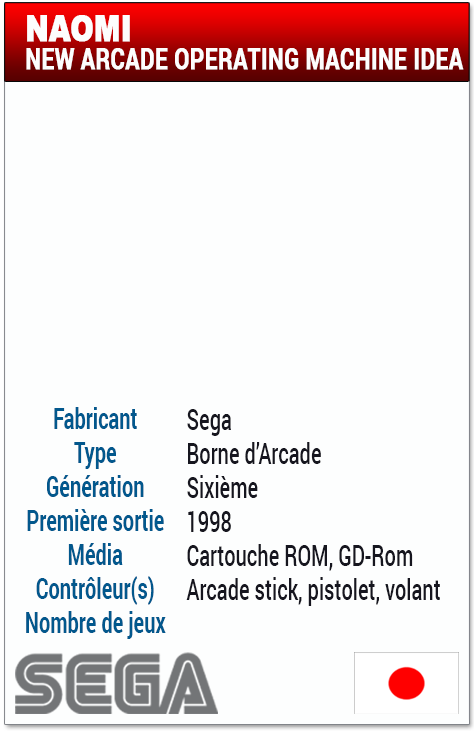 NAOMI
NEW ARCADE OPERATING MACHINE IDEA
Fabricant Sega
Type Borne d’Arcade
Génération Sixième
Première sortie 1998
Média Cartouche ROM, GD-Rom
Contrôleur(s) Arcade stick, pistolet, volant
Nombre de jeux
SEGA